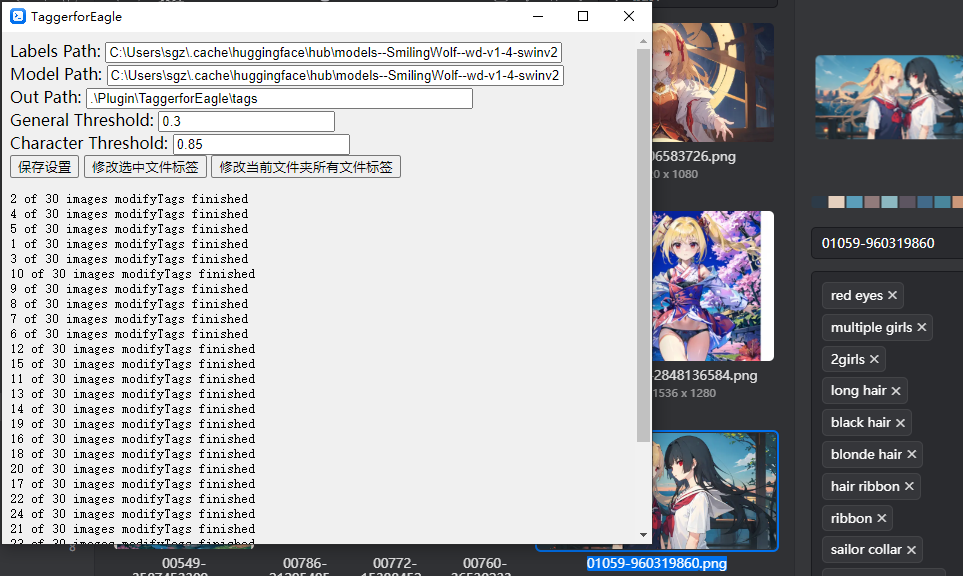 TaggerforEagle
Labels Path: C:\Users\sgz\.cache\huggingface\hub\models--SmilingWolf--wd-v1-4-swinv2
Model Path: C:\Users\sgz\.cache\huggingface\hub\models--SmilingWolf--wd-v1-4-swinv2
Out Path: .\Plugin\TaggerforEagle\tags
General Threshold: 0.3
Character Threshold: 0.85
保存设置 修改选中文件标签 修改当前文件夹所有文件标签
2 of 30 images modifyTags finished
4 of 30 images modifyTags finished
5 of 30 images modifyTags finished
1 of 30 images modifyTags finished
3 of 30 images modifyTags finished
10 of 30 images modifyTags finished
9 of 30 images modifyTags finished
8 of 30 images modifyTags finished
7 of 30 images modifyTags finished
6 of 30 images modifyTags finished
12 of 30 images modifyTags finished
15 of 30 images modifyTags finished
11 of 30 images modifyTags finished
13 of 30 images modifyTags finished
14 of 30 images modifyTags finished
19 of 30 images modifyTags finished
16 of 30 images modifyTags finished
18 of 30 images modifyTags finished
20 of 30 images modifyTags finished
17 of 30 images modifyTags finished
22 of 30 images modifyTags finished
24 of 30 images modifyTags finished
21 of 30 images modifyTags finished
23 of 30 images modifyTags finished
06583726.png
0 x 1080
-2848136584.png
1536 x 1280
00549-
00786-
00772-
00760-
01059-960319860.png
01059-960319860
red eyes
multiple girls
2girls
long hair
black hair
blonde hair
hair ribbon
ribbon
sailor collar